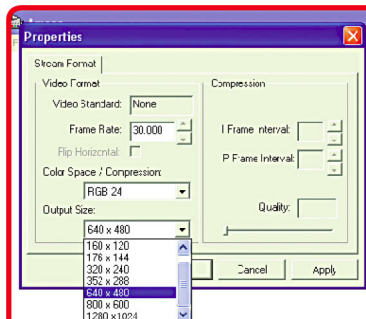 Properties
Stream Format
Video Format
Video Standard: None
Frame Rate: 30.000
Flip Horizontal:
Color Space / Compression:
RGB 24
Output Size:
640 x 480
160 x 120
176 x 144
320 x 240
352 x 288
640 x 480
800 x 600
1280 x1024
Compression
I Frame Interval:
P Frame Interval:
Quality:
Cancel
Apply